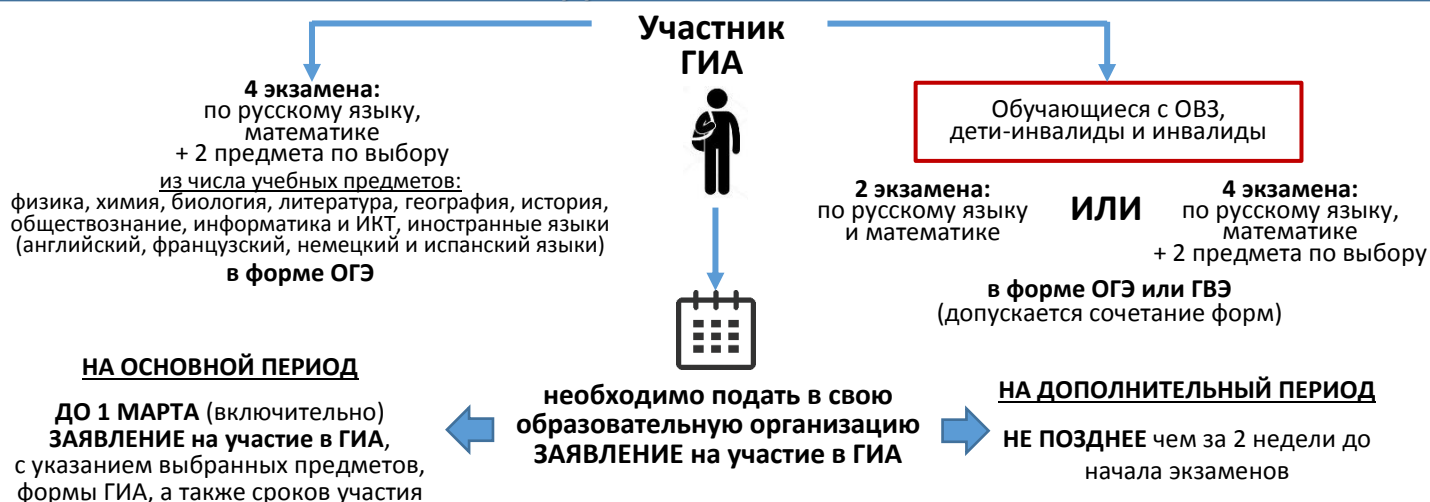 Участник
ГИА
4 экзамена:
по русскому языку,
математике
+ 2 предмета по выбору
из числа учебных предметов:
физика, химия, биология, литература, география, история,
обществознание, информатика и ИКТ, иностранные языки
(английский, французский, немецкий и испанский языки)
в форме ОГЭ
Обучающиеся с ОВЗ,
дети-инвалиды и инвалиды
2 экзамена:
по русскому языку
и математике
ИЛИ
4 экзамена:
по русскому языку,
математике
+ 2 предмета по выбору
в форме ОГЭ или ГВЭ
(допускается сочетание форм)
необходимо подать в свою
образовательную организацию
ЗАЯВЛЕНИЕ на участие в ГИА
НА ОСНОВНОЙ ПЕРИОД
ДО 1 МАРТА (включительно)
ЗАЯВЛЕНИЕ на участие в ГИА,
с указанием выбранных предметов,
формы ГИА, а также сроков участия
НА ДОПОЛНИТЕЛЬНЫЙ ПЕРИОД
НЕ ПОЗДНЕЕ чем за 2 недели до
начала экзаменов